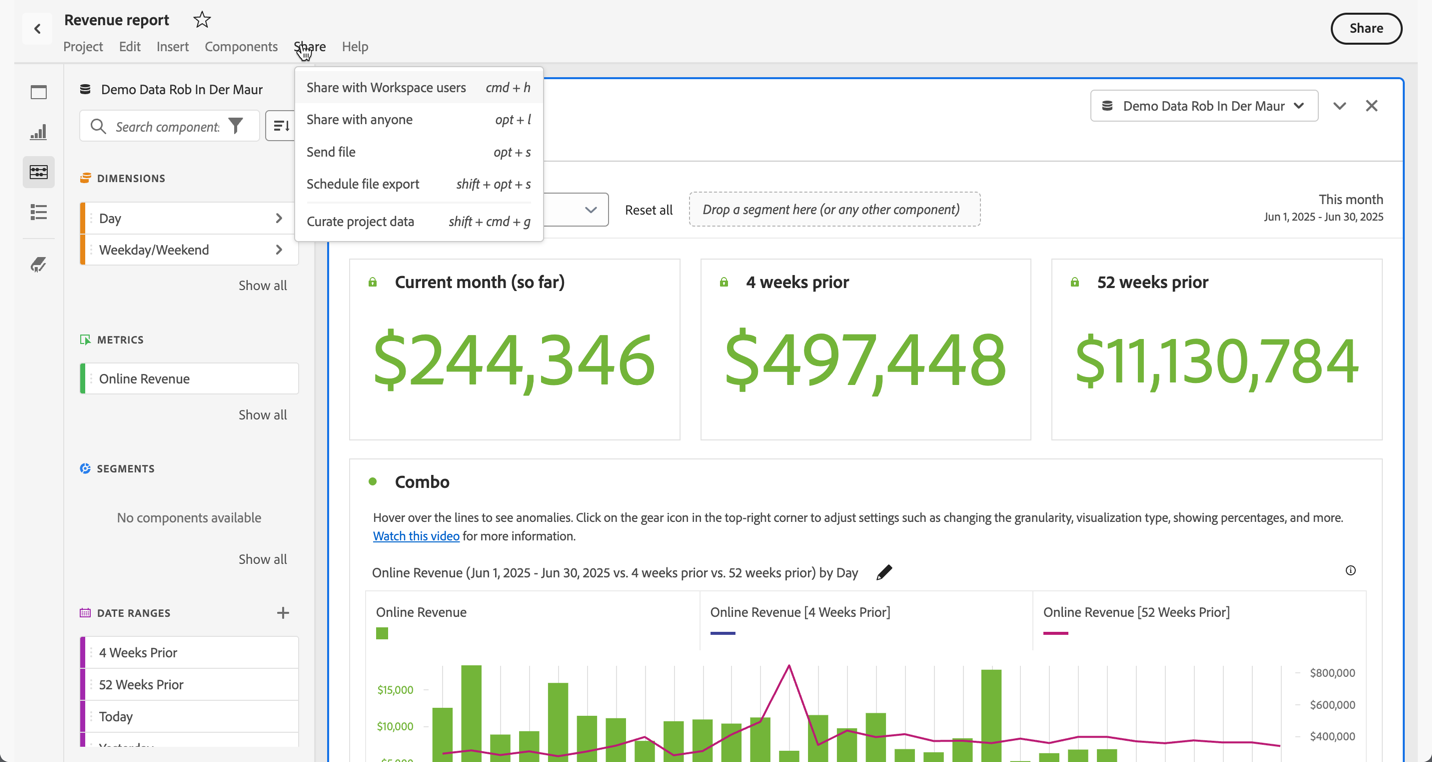 Revenue report
Share
Project Edit Insert Components Share Help
Share with Workspace users cmd + h
Share with anyone opt + l
Send file opt + s
Schedule file export shift + opt + s
Curate project data shift + cmd + g
Demo Data Rob In Der Maur
Search component
DIMENSIONS
Day
Weekday/Weekend
Show all
METRICS
Online Revenue
Show all
SEGMENTS
No components available
Show all
DATE RANGES
4 Weeks Prior
52 Weeks Prior
Today
Yesterday
Demo Data Rob In Der Maur
Reset all
Drop a segment here (or any other component)
This month
Jun 1, 2025 - Jun 30, 2025
Current month (so far)
$244,346
4 weeks prior
$497,448
52 weeks prior
$11,130,784
Combo
Hover over the lines to see anomalies. Click on the gear icon in the top-right corner to adjust settings such as changing the granularity, visualization type, showing percentages, and more.
Watch this video for more information.
Online Revenue (Jun 1, 2025 - Jun 30, 2025 vs. 4 weeks prior vs. 52 weeks prior) by Day
Online Revenue
Online Revenue [4 Weeks Prior]
Online Revenue [52 Weeks Prior]
$15,000
$10,000
$5,000
$800,000
$600,000
$400,000